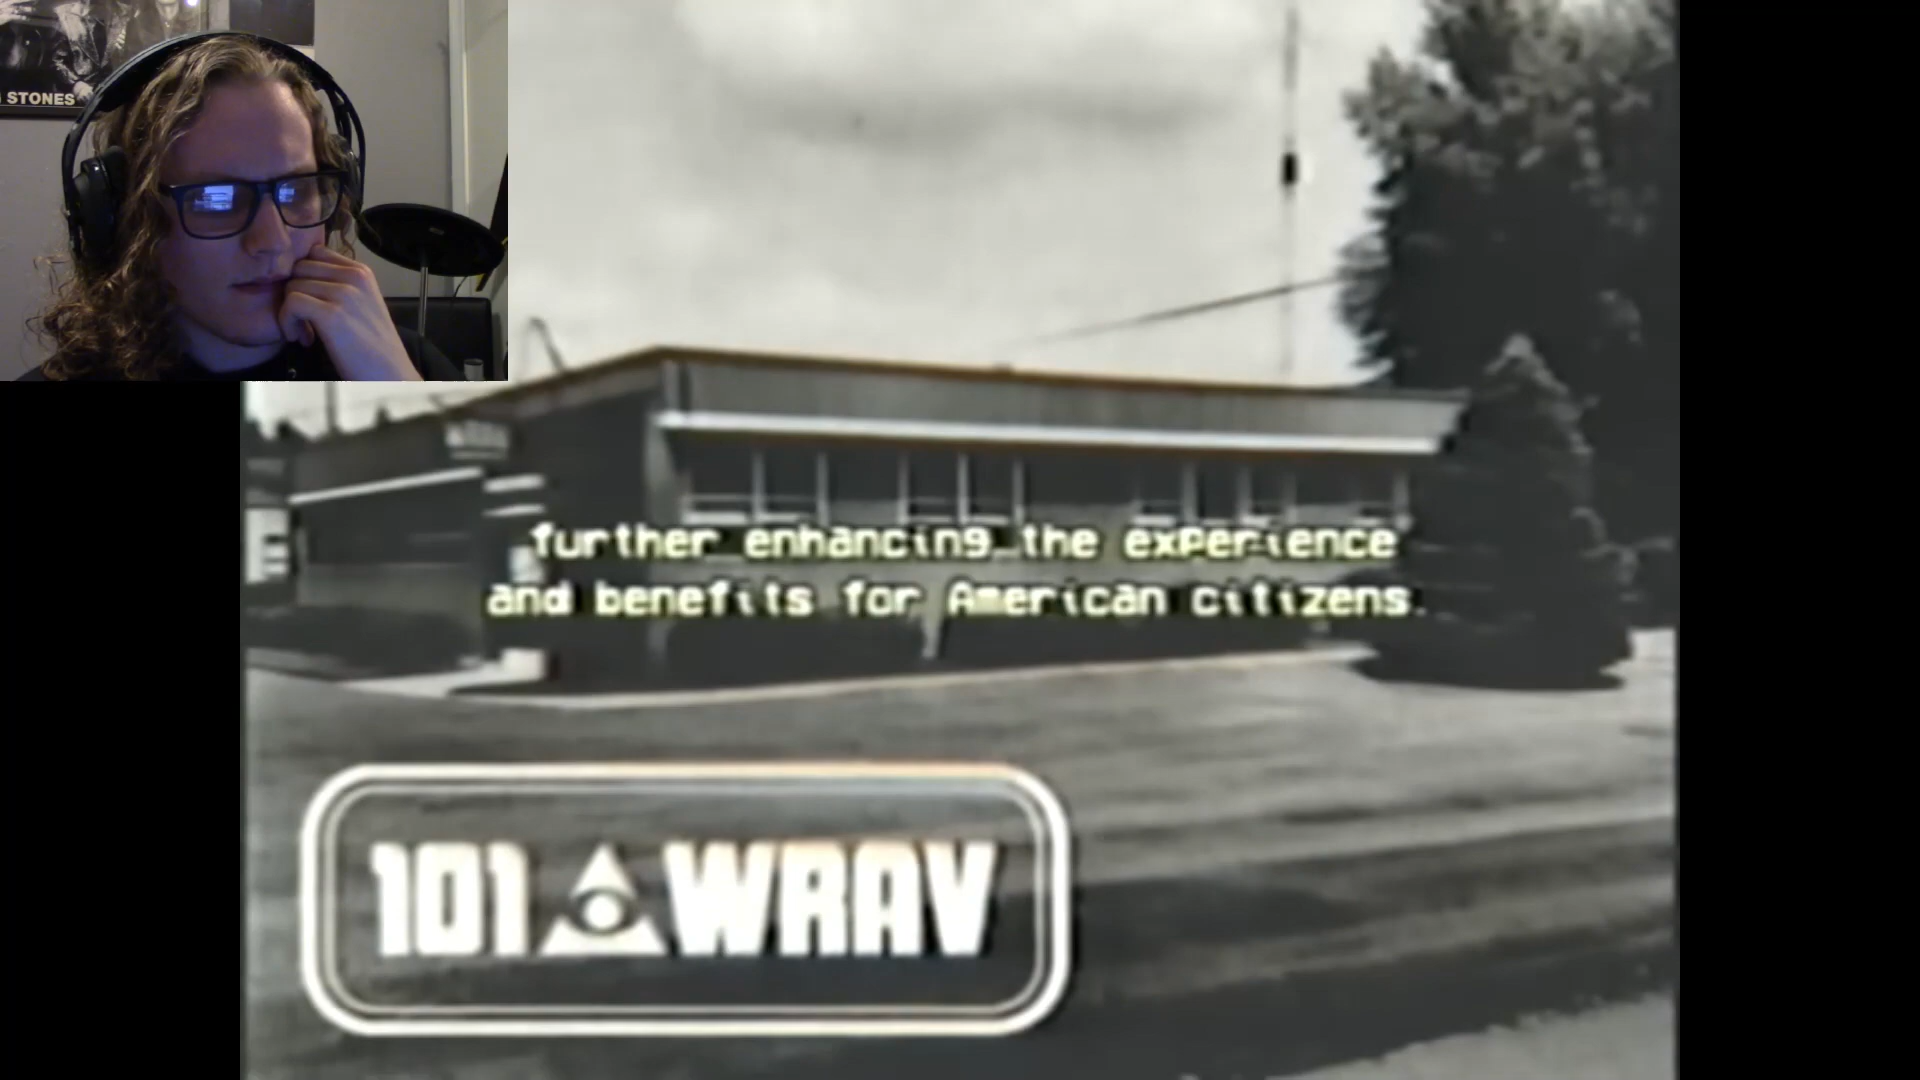 STONES
further enhancing the experience
and benefits for American citizens.
101 WRAV